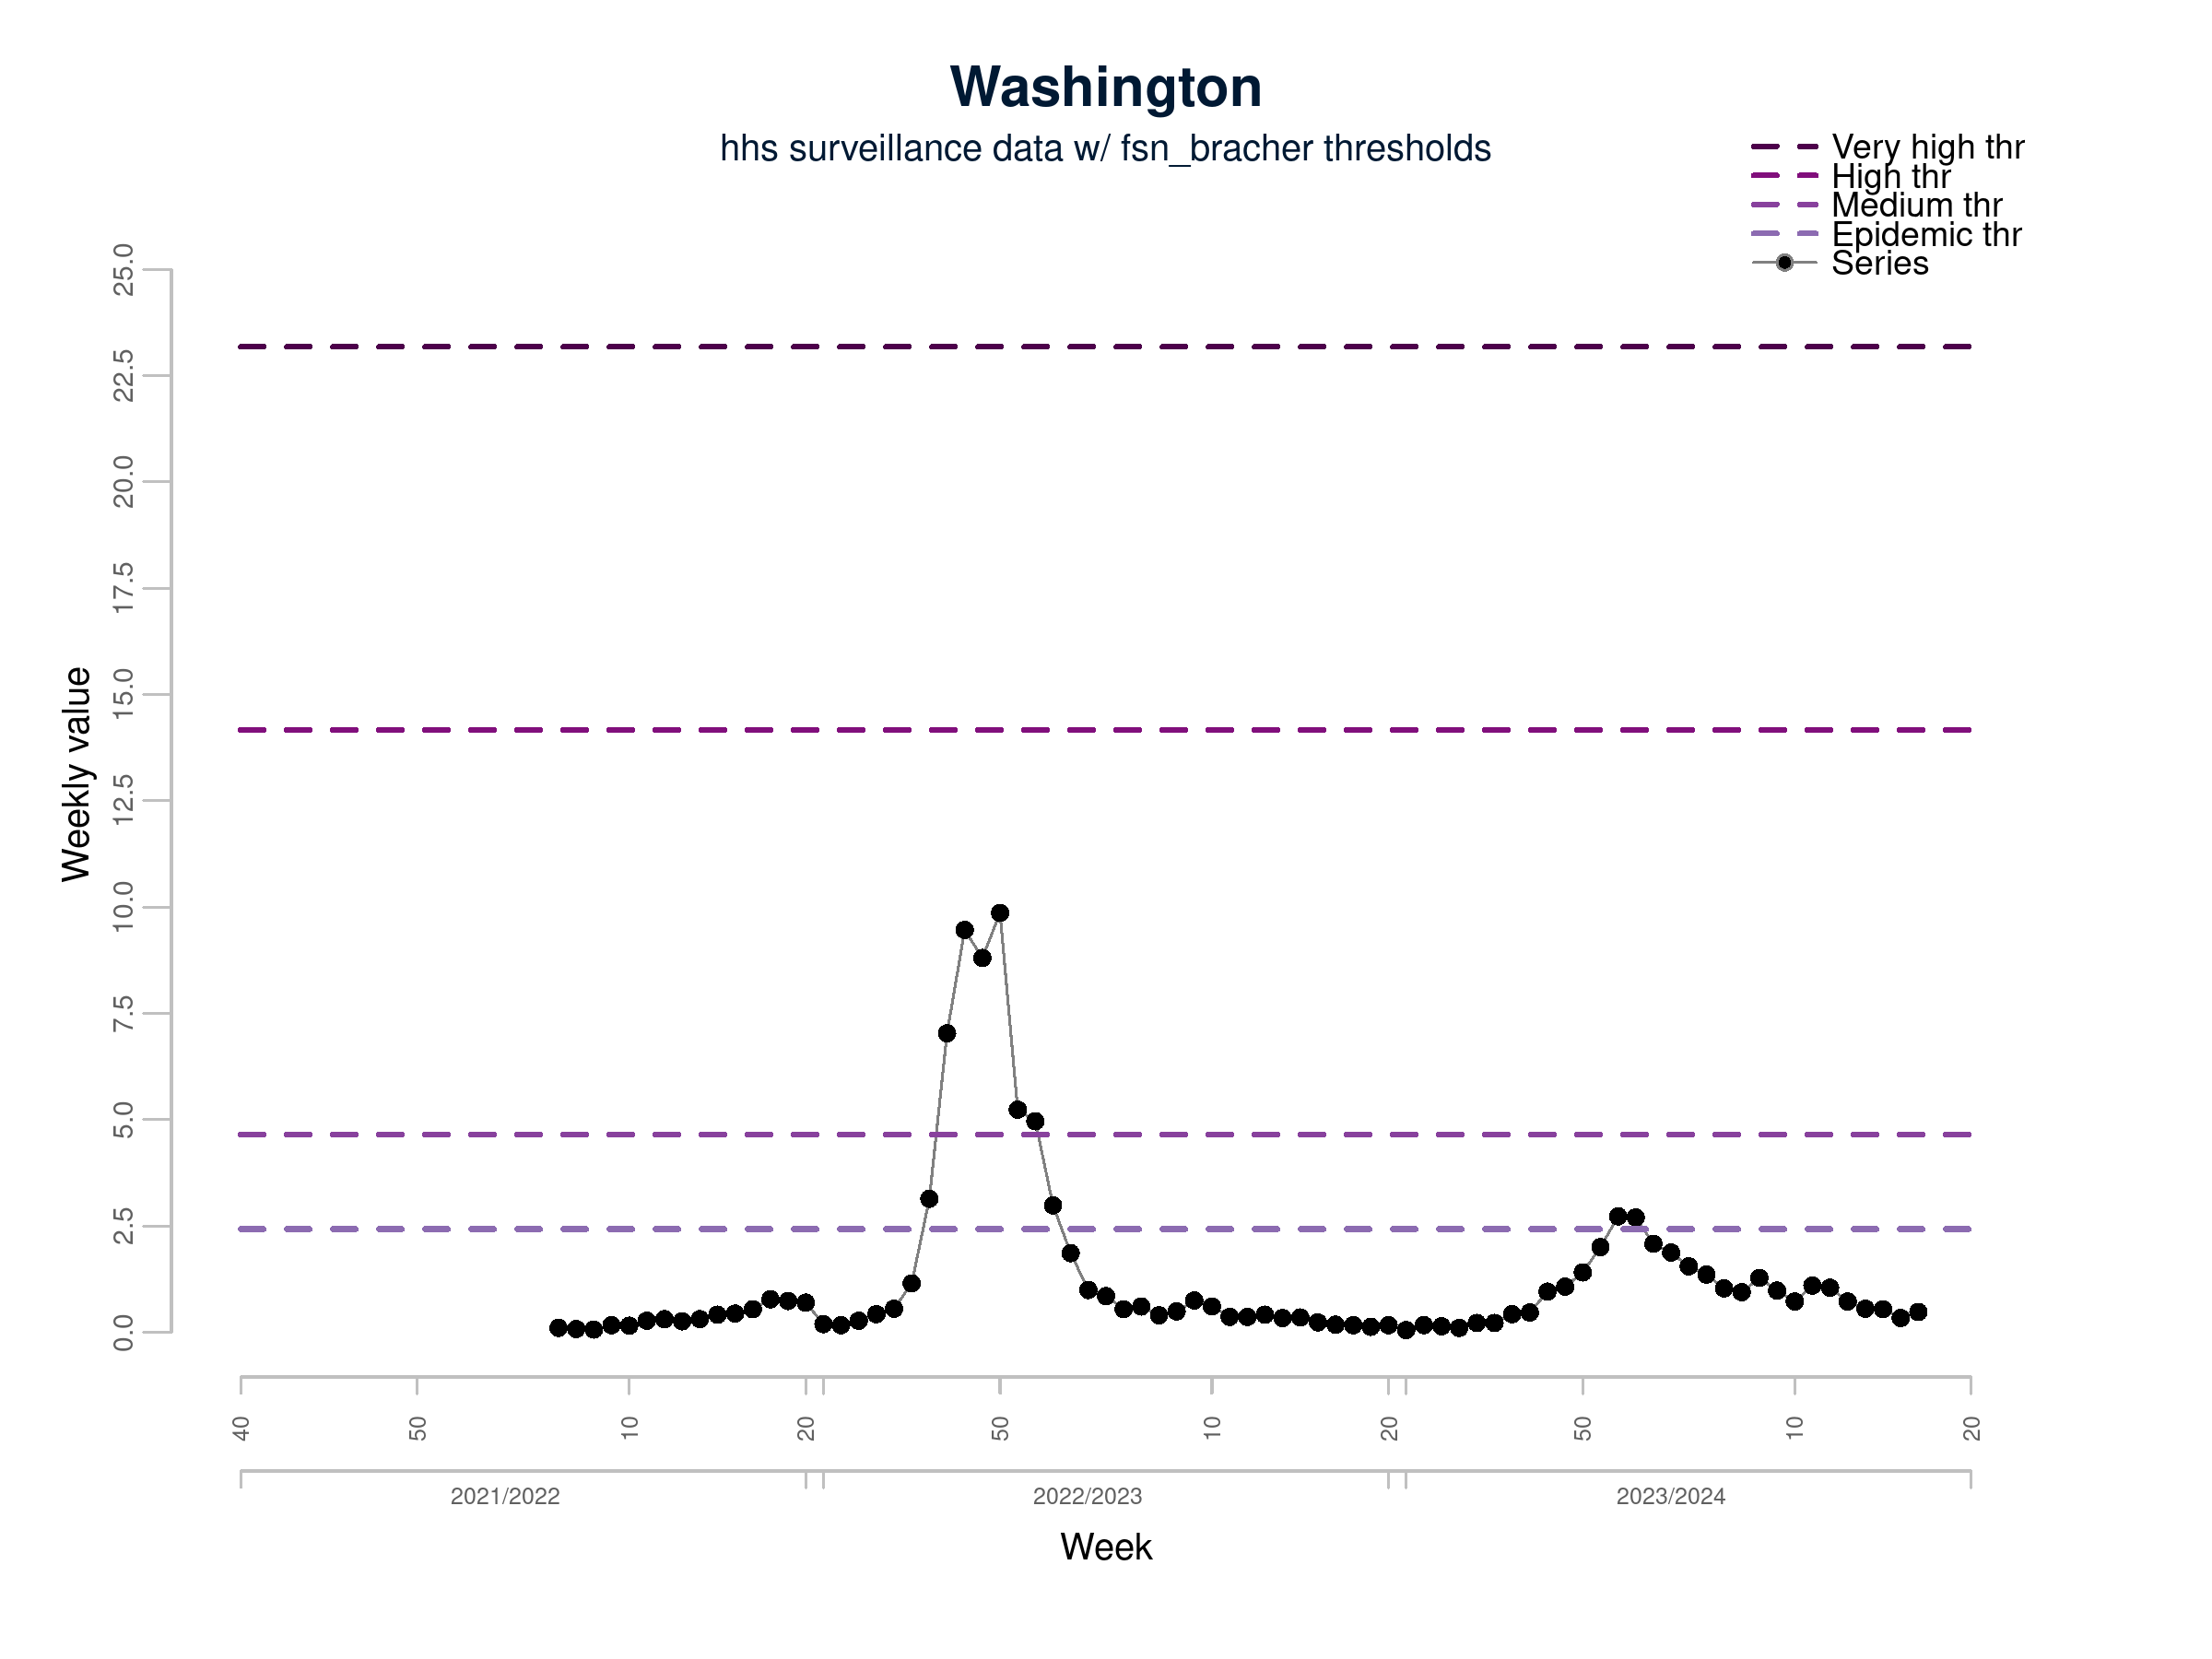 Washington
hhs surveillance data w/ fsn_bracher thresholds
Very high thr
High thr
Medium thr
Epidemic thr
Series
25.0
22.5
20.0
17.5
15.0
12.5
10.0
7.5
5.0
2.5
0.0
Weekly value
40 50 10 20 50 10 20 50 10 20
2021/2022 2022/2023 2023/2024
Week